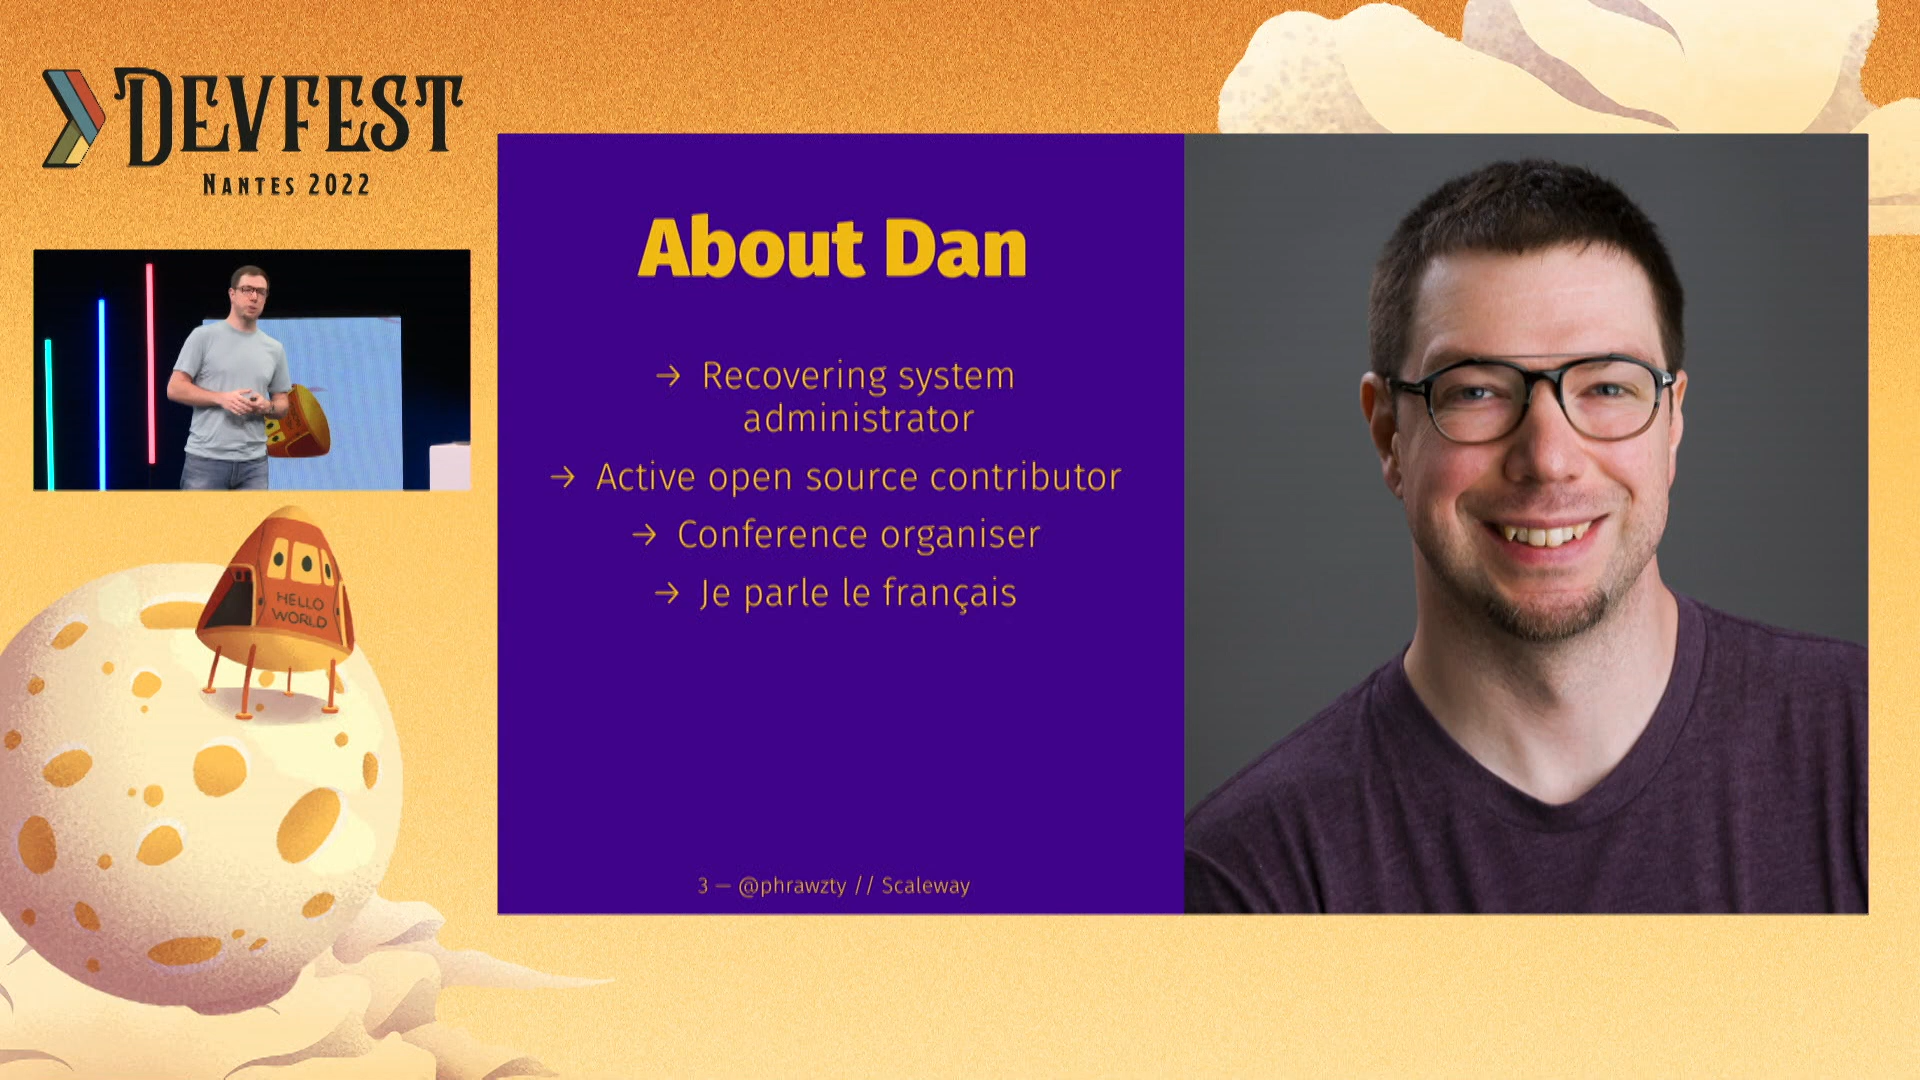 DEVFEST
NANTES 2022
HELLO
WORLD
About Dan
→ Recovering system
administrator
→ Active open source contributor
→ Conference organiser
→ Je parle le français
3 — @phrawzty // Scaleway